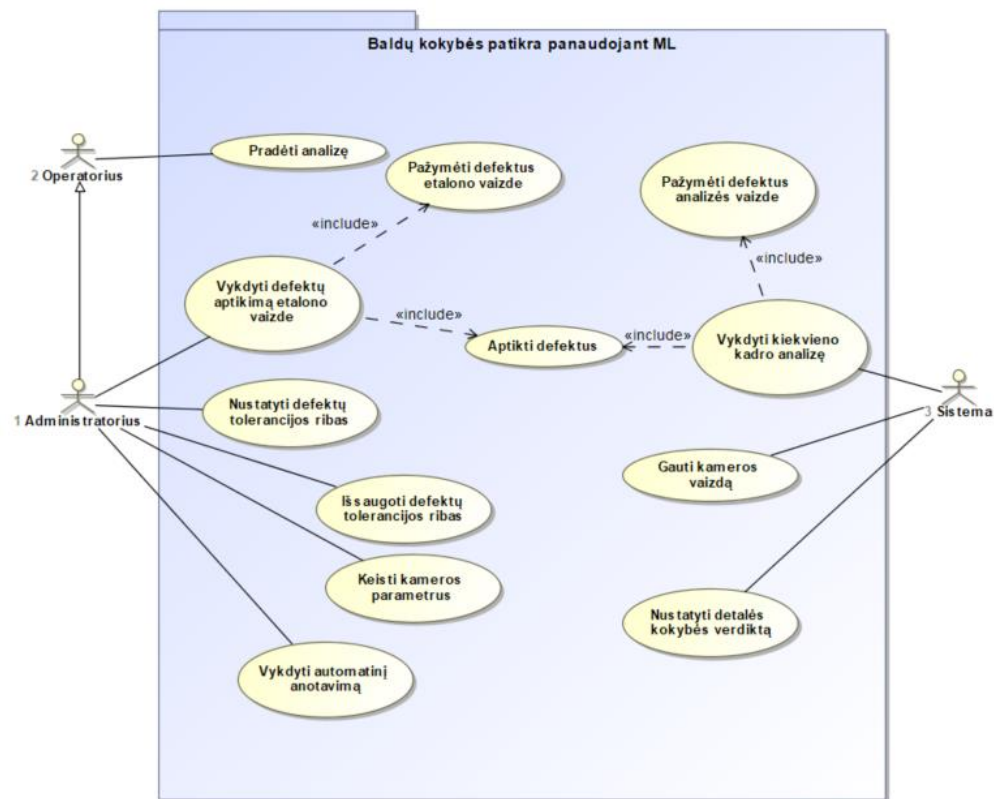 Baldų kokybės patikra panaudojant ML
2 Operatorius
Pradėti analizę
Pažymėti defektus
etalono vaizde
Pažymėti defektus
analizės vaizde
«include»
«include»
Vykdyti defektų
aptikimą etalono
vaizde
«include»
Aptikti defektus
«include»
Vykdyti kiekvieno
kadro analizę
1 Administratorius
Nustatyti defektų
tolerancijos ribas
3 Sistema
Gauti kameros
vaizdą
Išsaugoti defektų
tolerancijos ribas
Keisti kameros
parametrus
Nustatyti detalės
kokybės verdiktą
Vykdyti automatinį
anotavimą